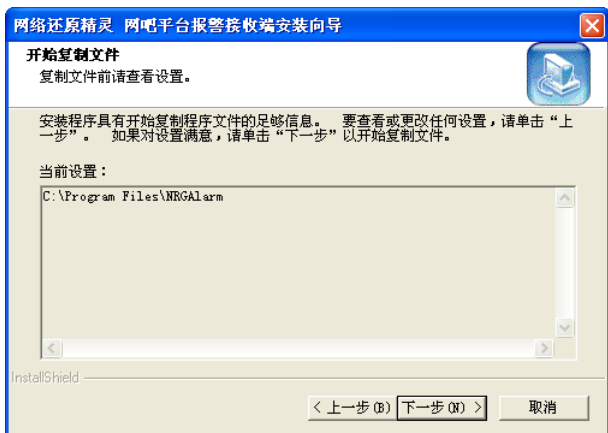 网络还原精灵 网吧平台报警接收端安装向导
开始复制文件
复制文件前请查看设置。
安装程序具有开始复制程序文件的足够信息。 要查看或更改任何设置，请单击“上
一步”。 如果对设置满意，请单击“下一步”以开始复制文件。
当前设置：
C:\Program Files\NRGAlarm
InstallShield
< 上一步(B) 下一步(N) > 取消